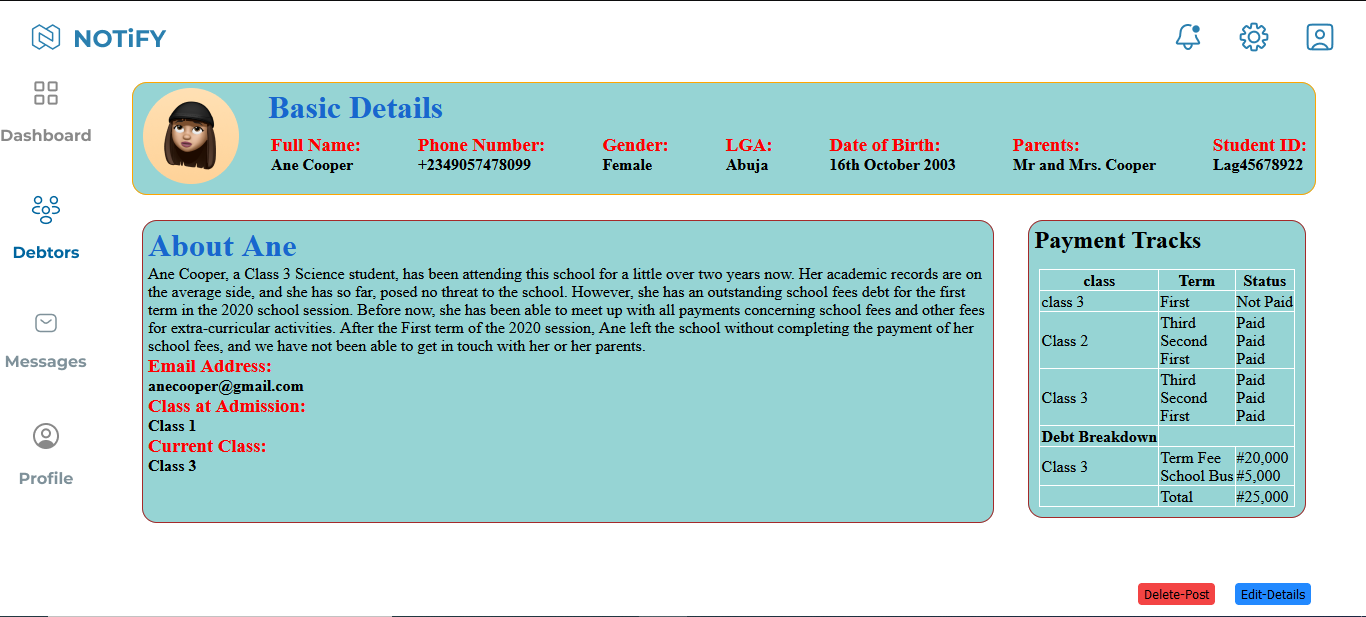 NOTiFY
Dashboard
Debtors
Messages
Profile
Basic Details
Full Name: Phone Number: Gender: LGA: Date of Birth: Parents: Student ID:
Ane Cooper +2349057478099 Female Abuja 16th October 2003 Mr and Mrs. Cooper Lag45678922
About Ane
Ane Cooper, a Class 3 Science student, has been attending this school for a little over two years now. Her academic records are on
the average side, and she has so far, posed no threat to the school. However, she has an outstanding school fees debt for the first
term in the 2020 school session. Before now, she has been able to meet up with all payments concerning school fees and other fees
for extra-curricular activities. After the First term of the 2020 session, Ane left the school without completing the payment of her
school fees, and we have not been able to get in touch with her or her parents.
Email Address:
anecooper@gmail.com
Class at Admission:
Class 1
Current Class:
Class 3
Payment Tracks
class Term Status
class 3 First Not Paid
Third Paid
Class 2 Second Paid
First Paid
Third Paid
Class 3 Second Paid
First Paid
Debt Breakdown
Class 3 Term Fee #20,000
School Bus #5,000
Total #25,000
Delete-Post Edit-Details